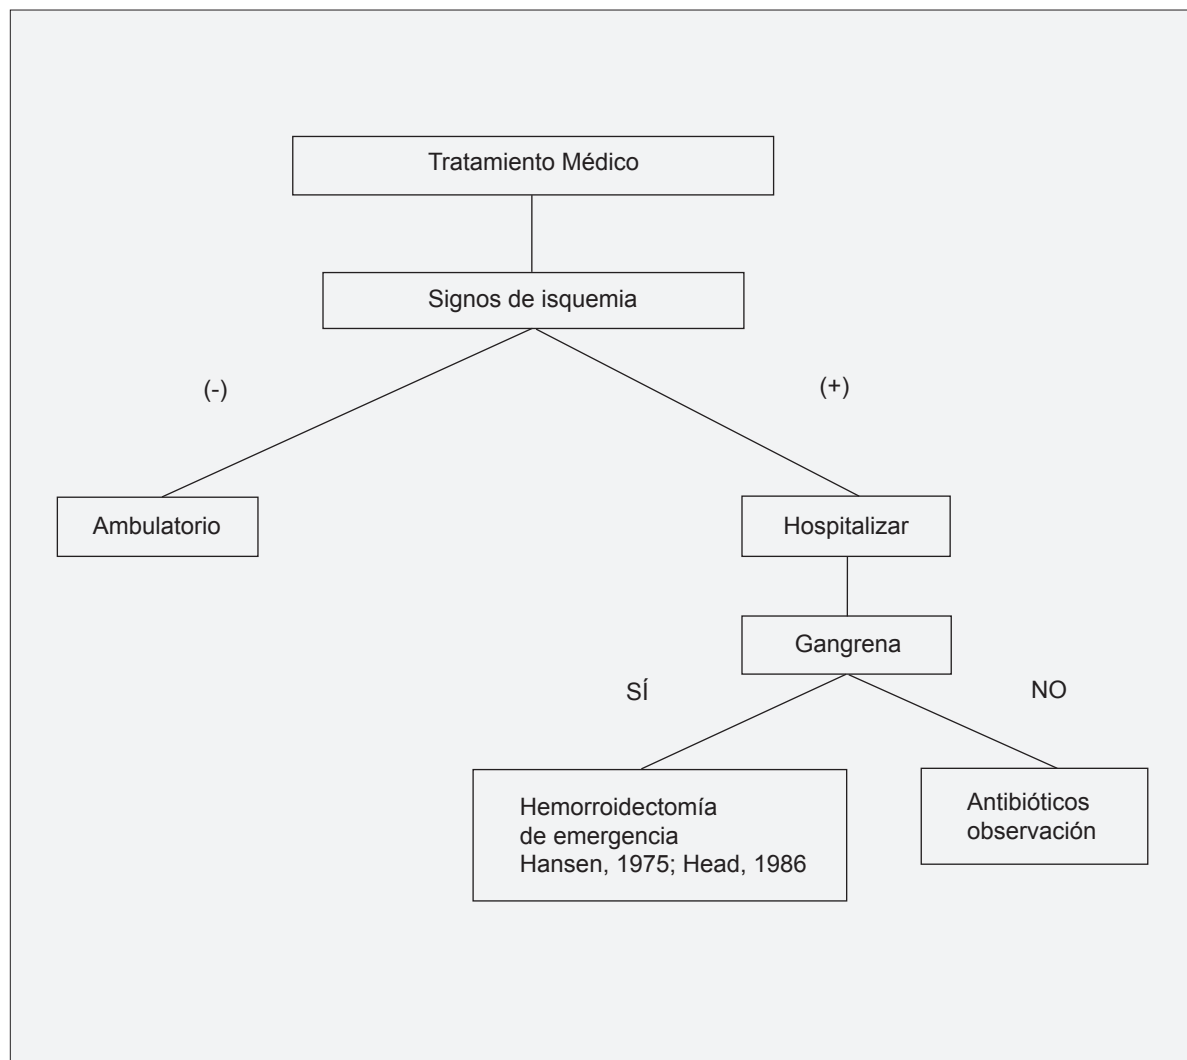 Tratamiento Médico
Signos de isquemia
(-)
(+)
Ambulatorio
Hospitalizar
Gangrena
SÍ
NO
Hemorroidectomía
de emergencia
Hansen, 1975; Head, 1986
Antibióticos
observación